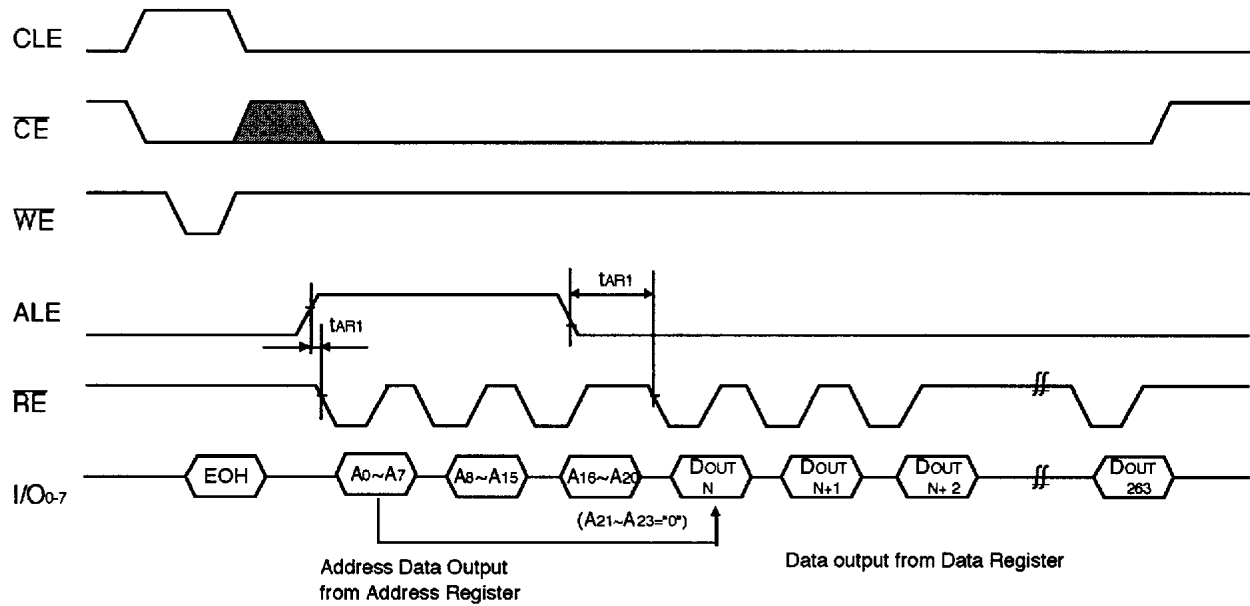 CLE
CE
WE
ALE
tAR1
tAR1
RE
I/O0-7
EOH
A0~A7
A8~A15
A16~A20
DOUT
N
DOUT
N+1
DOUT
N+ 2
DOUT
263
(A21~A23="0")
Address Data Output
from Address Register
Data output from Data Register